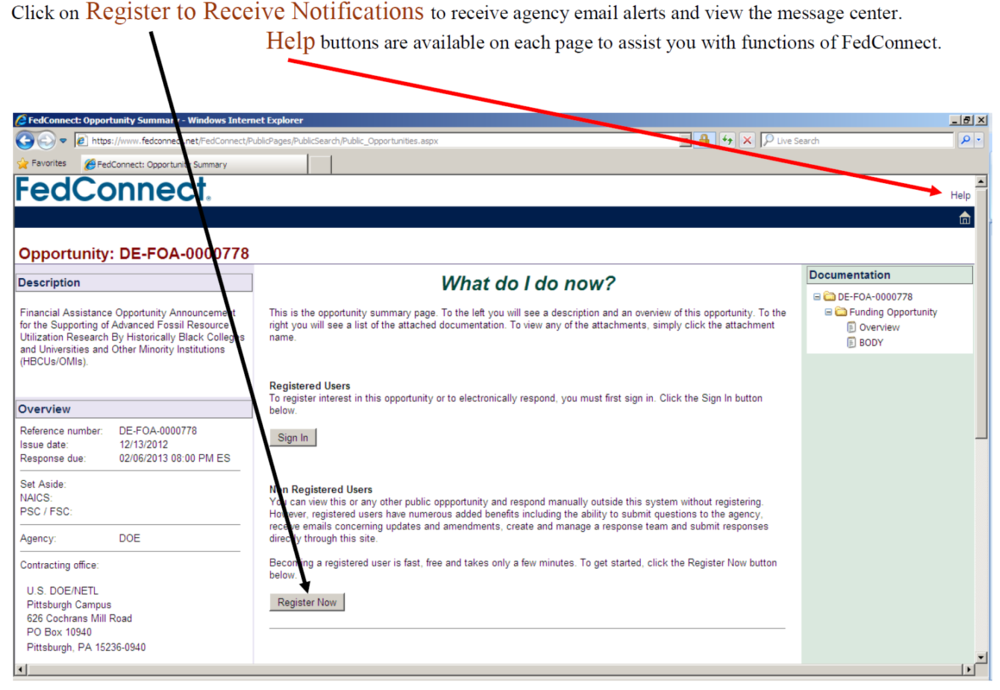 Click on Register to Receive Notifications to receive agency email alerts and view the message center.
Help buttons are available on each page to assist you with functions of FedConnect.
FedConnect: Opportunity Summary - Windows Internet Explorer
https://www.fedconnect.net/FedConnect/PublicPages/PublicSearch/Public_Opportunities.aspx
Live Search
Favorites
FedConnect: Opportunity Summary
FedConnect.
Help
Opportunity: DE-FOA-0000778
Description
Financial Assistance Opportunity Announcement
for the Supporting of Advanced Fossil Resource
Utilization Research By Historically Black Colleges
and Universities and Other Minority Institutions
(HBCUs/OMIs).
Overview
Reference number: DE-FOA-0000778
Issue date: 12/13/2012
Response due: 02/06/2013 08:00 PM ES
Set Aside:
NAICS:
PSC / FSC:
Agency: DOE
Contracting office:
U.S. DOE/NETL
Pittsburgh Campus
626 Cochrans Mill Road
PO Box 10940
Pittsburgh, PA 15236-0940
What do I do now?
This is the opportunity summary page. To the left you will see a description and an overview of this opportunity. To the
right you will see a list of the attached documentation. To view any of the attachments, simply click the attachment
name.
Registered Users
To register interest in this opportunity or to electronically respond, you must first sign in. Click the Sign In button
below.
Sign In
Non Registered Users
You can view this or any other public oppportunity and respond manually outside this system without registering.
However, registered users have numerous added benefits including the ability to submit questions to the agency,
receive emails concerning updates and amendments, create and manage a response team and submit responses
directly through this site.
Becoming a registered user is fast, free and takes only a few minutes. To get started, click the Register Now button
below.
Register Now
Documentation
DE-FOA-0000778
Funding Opportunity
Overview
BODY